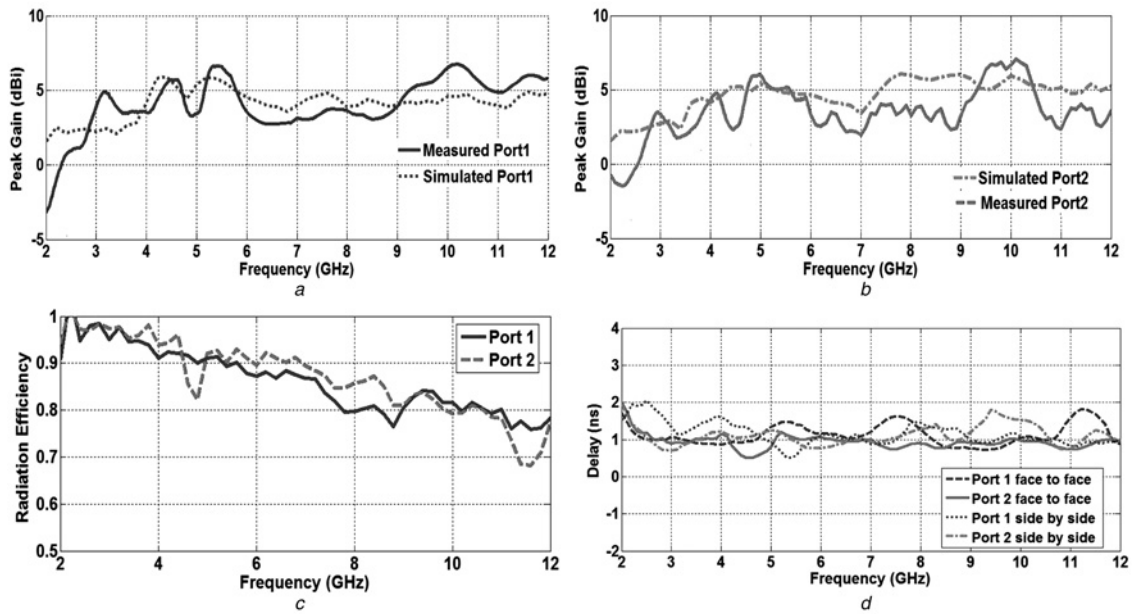 10
5
0
-5
Peak Gain (dBi)
Measured Port1
Simulated Port1
2 3 4 5 6 7 8 9 10 11 12
Frequency (GHz)
a
10
5
0
-5
Peak Gain (dBi)
Simulated Port2
Measured Port2
2 3 4 5 6 7 8 9 10 11 12
Frequency (GHz)
b
1
0.9
0.8
0.7
0.6
0.5
Radiation Efficiency
Port 1
Port 2
2 4 6 8 10 12
Frequency (GHz)
c
4
3
2
1
0
-1
-2
Delay (ns)
Port 1 face to face
Port 2 face to face
Port 1 side by side
Port 2 side by side
2 3 4 5 6 7 8 9 10 11 12
Frequency (GHz)
d